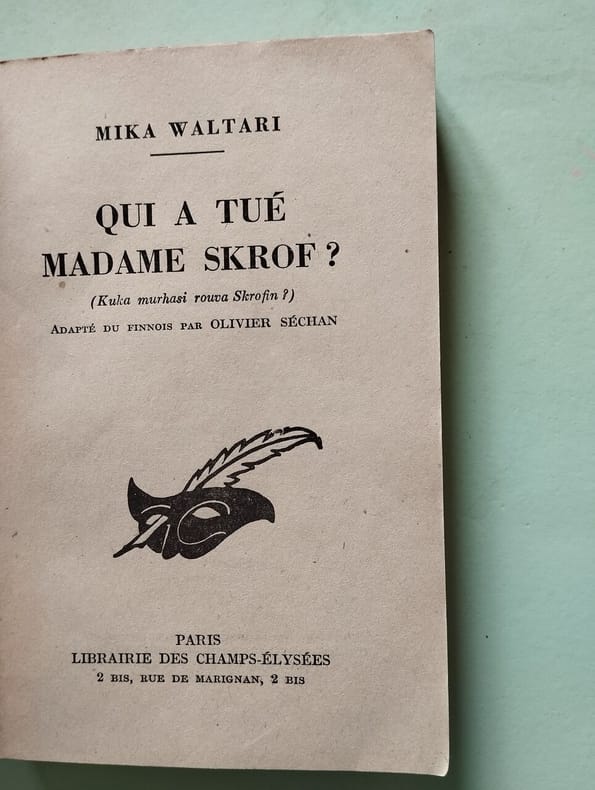 MIKA WALTARI
QUI A TUÉ
MADAME SKROF ?
(Kuka murhasi rouva Skrofin ?)
ADAPTÉ DU FINNOIS PAR OLIVIER SÉCHAN
PARIS
LIBRAIRIE DES CHAMPS-ÉLYSÉES
2 BIS, RUE DE MARIGNAN, 2 BIS